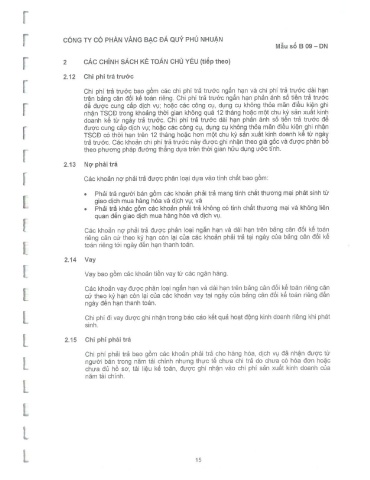 CÔNG TY CỔ PHẦN VÀNG BẠC ĐÁ QUÝ PHÚ NHUẬN
Mẫu số B 09 – DN
2 CÁC CHÍNH SÁCH KẾ TOÁN CHỦ YẾU (tiếp theo)
2.12 Chi phí trả trước
Chi phí trả trước bao gồm các chi phí trả trước ngắn hạn và chi phí trả trước dài hạn
trên bảng cân đối kế toán riêng. Chi phí trả trước ngắn hạn phản ánh số tiền trả trước
để được cung cấp dịch vụ; hoặc các công cụ, dụng cụ không thỏa mãn điều kiện ghi
nhận TSCĐ trong khoảng thời gian không quá 12 tháng hoặc một chu kỳ sản xuất kinh
doanh kể từ ngày trả trước. Chi phí trả trước dài hạn phản ánh số tiền trả trước để
được cung cấp dịch vụ; hoặc các công cụ, dụng cụ không thỏa mãn điều kiện ghi nhận
TSCĐ có thời hạn trên 12 tháng hoặc hơn một chu kỳ sản xuất kinh doanh kể từ ngày
trả trước. Các khoản chi phí trả trước này được ghi nhận theo giá gốc và được phân bổ
theo phương pháp đường thẳng dựa trên thời gian hữu dụng ước tính.
2.13 Nợ phải trả
Các khoản nợ phải trả được phân loại dựa vào tính chất bao gồm:
• Phải trả người bán gồm các khoản phải trả mang tính chất thương mại phát sinh từ
giao dịch mua hàng hóa và dịch vụ; và
• Phải trả khác gồm các khoản phải trả không có tính chất thương mại và không liên
quan đến giao dịch mua hàng hóa và dịch vụ.
Các khoản nợ phải trả được phân loại ngắn hạn và dài hạn trên bảng cân đối kế toán
riêng căn cứ theo kỳ hạn còn lại của các khoản phải trả tại ngày của bảng cân đối kế
toán riêng tới ngày đến hạn thanh toán.
2.14 Vay
Vay bao gồm các khoản tiền vay từ các ngân hàng.
Các khoản vay được phân loại ngắn hạn và dài hạn trên bảng cân đối kế toán riêng căn
cứ theo kỳ hạn còn lại của các khoản vay tại ngày của bảng cân đối kế toán riêng đến
ngày đến hạn thanh toán.
Chi phí đi vay được ghi nhận trong báo cáo kết quả hoạt động kinh doanh riêng khi phát
sinh.
2.15 Chi phí phải trả
Chi phí phải trả bao gồm các khoản phải trả cho hàng hóa, dịch vụ đã nhận được từ
người bán trong năm tài chính nhưng thực tế chưa chi trả do chưa có hóa đơn hoặc
chưa đủ hồ sơ, tài liệu kế toán, được ghi nhận vào chi phí sản xuất kinh doanh của
năm tài chính.
15